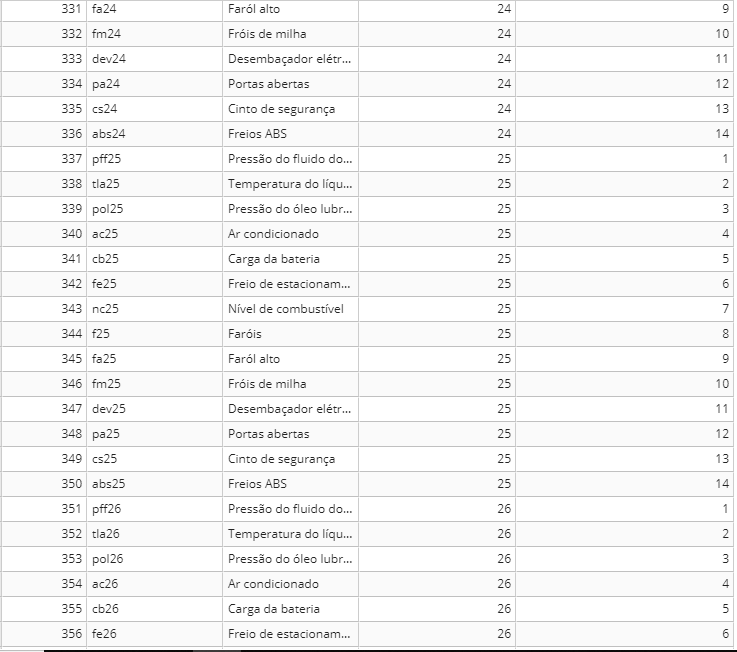 331 fa24 Faról alto 24 9
332 fm24 Fróis de milha 24 10
333 dev24 Desembaçador elétr... 24 11
334 pa24 Portas abertas 24 12
335 cs24 Cinto de segurança 24 13
336 abs24 Freios ABS 24 14
337 pff25 Pressão do fluido do... 25 1
338 tla25 Temperatura do líqu... 25 2
339 pol25 Pressão do óleo lubr... 25 3
340 ac25 Ar condicionado 25 4
341 cb25 Carga da bateria 25 5
342 fe25 Freio de estacionam... 25 6
343 nc25 Nível de combustível 25 7
344 f25 Faróis 25 8
345 fa25 Faról alto 25 9
346 fm25 Fróis de milha 25 10
347 dev25 Desembaçador elétr... 25 11
348 pa25 Portas abertas 25 12
349 cs25 Cinto de segurança 25 13
350 abs25 Freios ABS 25 14
351 pff26 Pressão do fluido do... 26 1
352 tla26 Temperatura do líqu... 26 2
353 pol26 Pressão do óleo lubr... 26 3
354 ac26 Ar condicionado 26 4
355 cb26 Carga da bateria 26 5
356 fe26 Freio de estacionam... 26 6